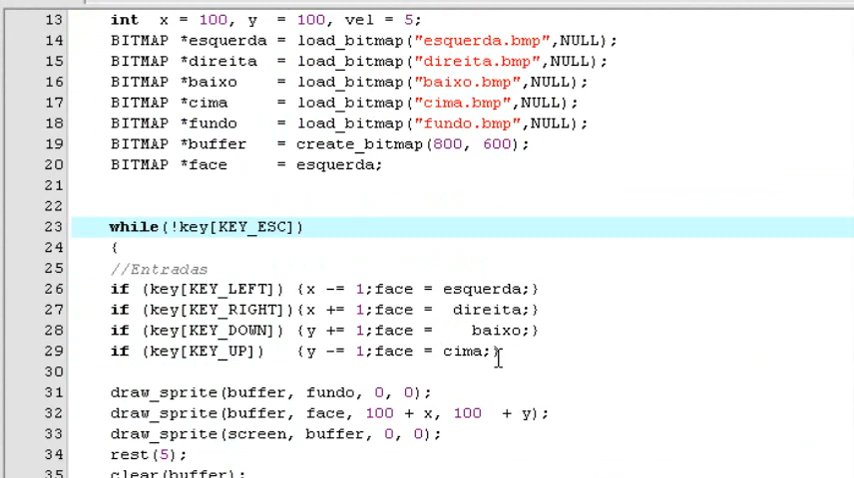 13 int x = 100, y = 100, vel = 5;
14 BITMAP *esquerda = load_bitmap("esquerda.bmp",NULL);
15 BITMAP *direita = load_bitmap("direita.bmp",NULL);
16 BITMAP *baixo = load_bitmap("baixo.bmp",NULL);
17 BITMAP *cima = load_bitmap("cima.bmp",NULL);
18 BITMAP *fundo = load_bitmap("fundo.bmp",NULL);
19 BITMAP *buffer = create_bitmap(800, 600);
20 BITMAP *face = esquerda;
21
22
23 while(!key[KEY_ESC])
24 {
25 //Entradas
26 if (key[KEY_LEFT]) {x -= 1;face = esquerda;}
27 if (key[KEY_RIGHT]){x += 1;face = direita;}
28 if (key[KEY_DOWN]) {y += 1;face = baixo;}
29 if (key[KEY_UP]) {y -= 1;face = cima;}
30
31 draw_sprite(buffer, fundo, 0, 0);
32 draw_sprite(buffer, face, 100 + x, 100 + y);
33 draw_sprite(screen, buffer, 0, 0);
34 rest(5);
35 clear(buffer);